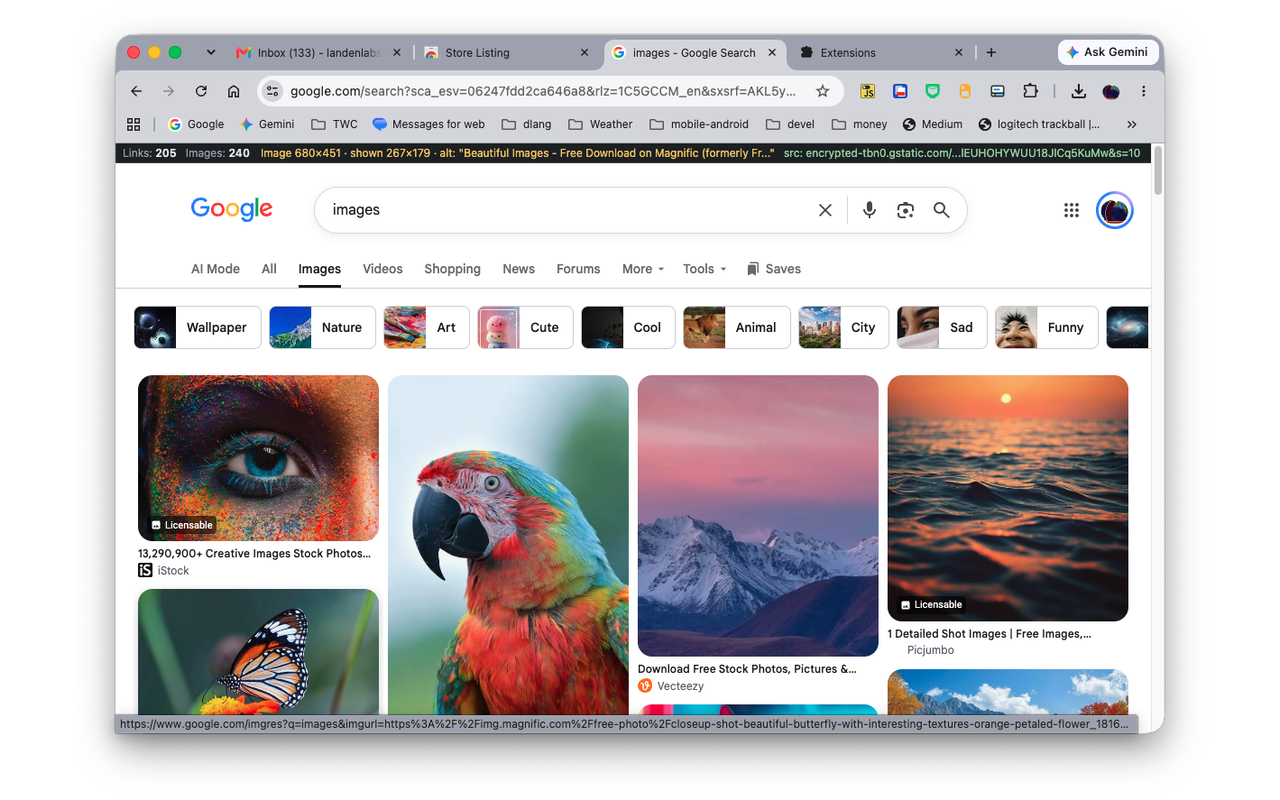 Inbox (133) - landenlabs
Store Listing
images - Google Search
Extensions
Ask Gemini
google.com/search?sca_esv=06247fdd2ca646a8&rlz=1C5GCCM_en&sxsrf=AKL5y...
JS
Google
Gemini
TWC
Messages for web
dlang
Weather
mobile-android
devel
money
Medium
logitech trackball |...
»
Links: 205 Images: 240 Image 680×451 · shown 267×179 · alt: "Beautiful Images - Free Download on Magnific (formerly Fr..." src: encrypted-tbn0.gstatic.com/...IEUHOHYWUU18JICq5KuMw&s=10
Google
images
AI Mode
All
Images
Videos
Shopping
News
Forums
More
Tools
Saves
Wallpaper
Nature
Art
Cute
Cool
Animal
City
Sad
Funny
Licensable
13,290,900+ Creative Images Stock Photos...
iS iStock
Download Free Stock Photos, Pictures &...
Vecteezy
Licensable
1 Detailed Shot Images | Free Images,...
Picjumbo
https://www.google.com/imgres?q=images&imgurl=https%3A%2F%2Fimg.magnific.com%2Ffree-photo%2Fcloseup-shot-beautiful-butterfly-with-interesting-textures-orange-petaled-flower_1816...